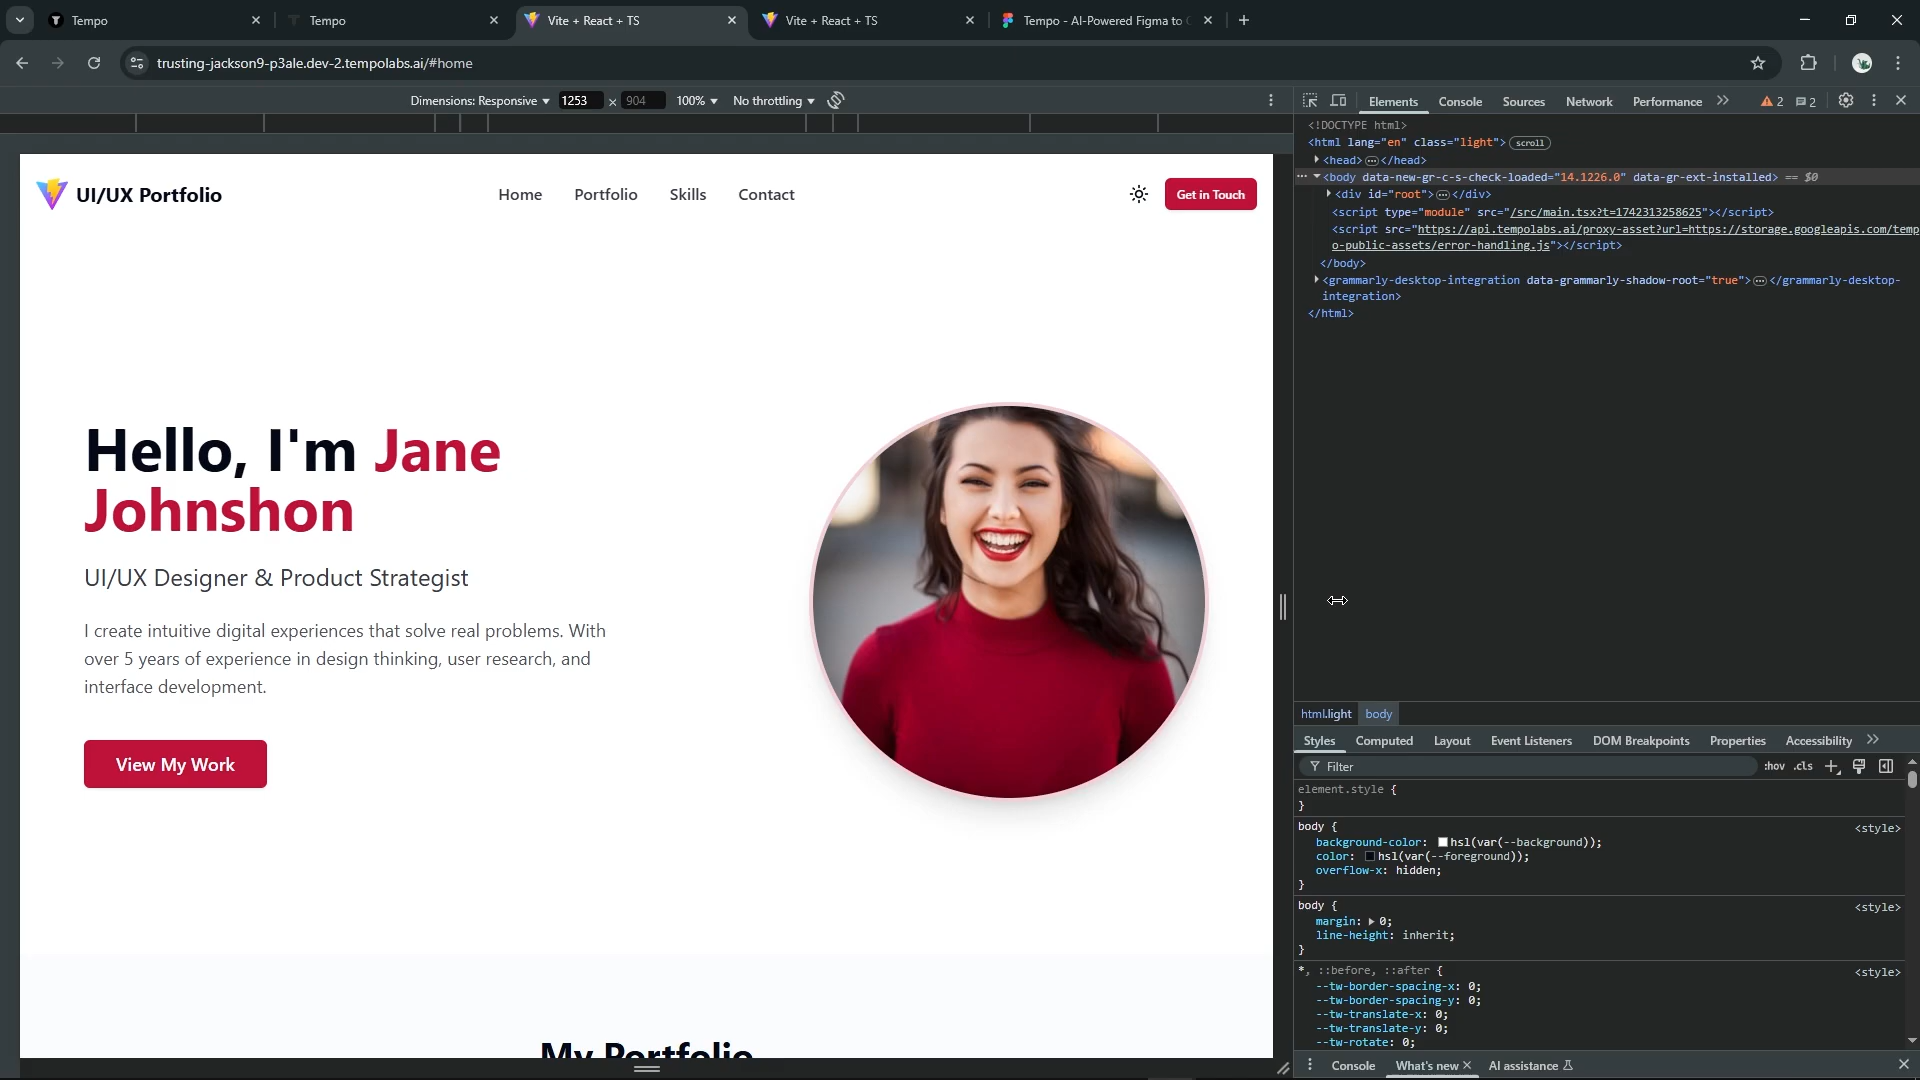 Tempo
Tempo
Vite + React + TS
Vite + React + TS
Tempo - AI-Powered Figma to
trusting-jackson9-p3ale.dev-2.tempolabs.ai/#home
Dimensions: Responsive 1253 x 904 100% No throttling
Elements Console Sources Network Performance 2 2
<!DOCTYPE html>
<html lang="en" class="light"> scroll
<head> </head>
<body data-new-gr-c-s-check-loaded="14.1226.0" data-gr-ext-installed> == $0
<div id="root"> </div>
<script type="module" src="/src/main.tsx?t=1742313258625"></script>
<script src="https://api.tempolabs.ai/proxy-asset?url=https://storage.googleapis.com/temp
o-public-assets/error-handling.js"></script>
</body>
<grammarly-desktop-integration data-grammarly-shadow-root="true"> </grammarly-desktop-
integration>
</html>
UI/UX Portfolio
Home Portfolio Skills Contact
Get in Touch
Hello, I'm Jane
Johnshon
UI/UX Designer & Product Strategist
I create intuitive digital experiences that solve real problems. With
over 5 years of experience in design thinking, user research, and
interface development.
View My Work
My Portfolio
html.light body
Styles Computed Layout Event Listeners DOM Breakpoints Properties Accessibility
Filter :hov .cls
element.style {
}
body { <style>
background-color: hsl(var(--background));
color: hsl(var(--foreground));
overflow-x: hidden;
}
body { <style>
margin: 0;
line-height: inherit;
}
*, ::before, ::after { <style>
--tw-border-spacing-x: 0;
--tw-border-spacing-y: 0;
--tw-translate-x: 0;
--tw-translate-y: 0;
--tw-rotate: 0;
Console What's new AI assistance